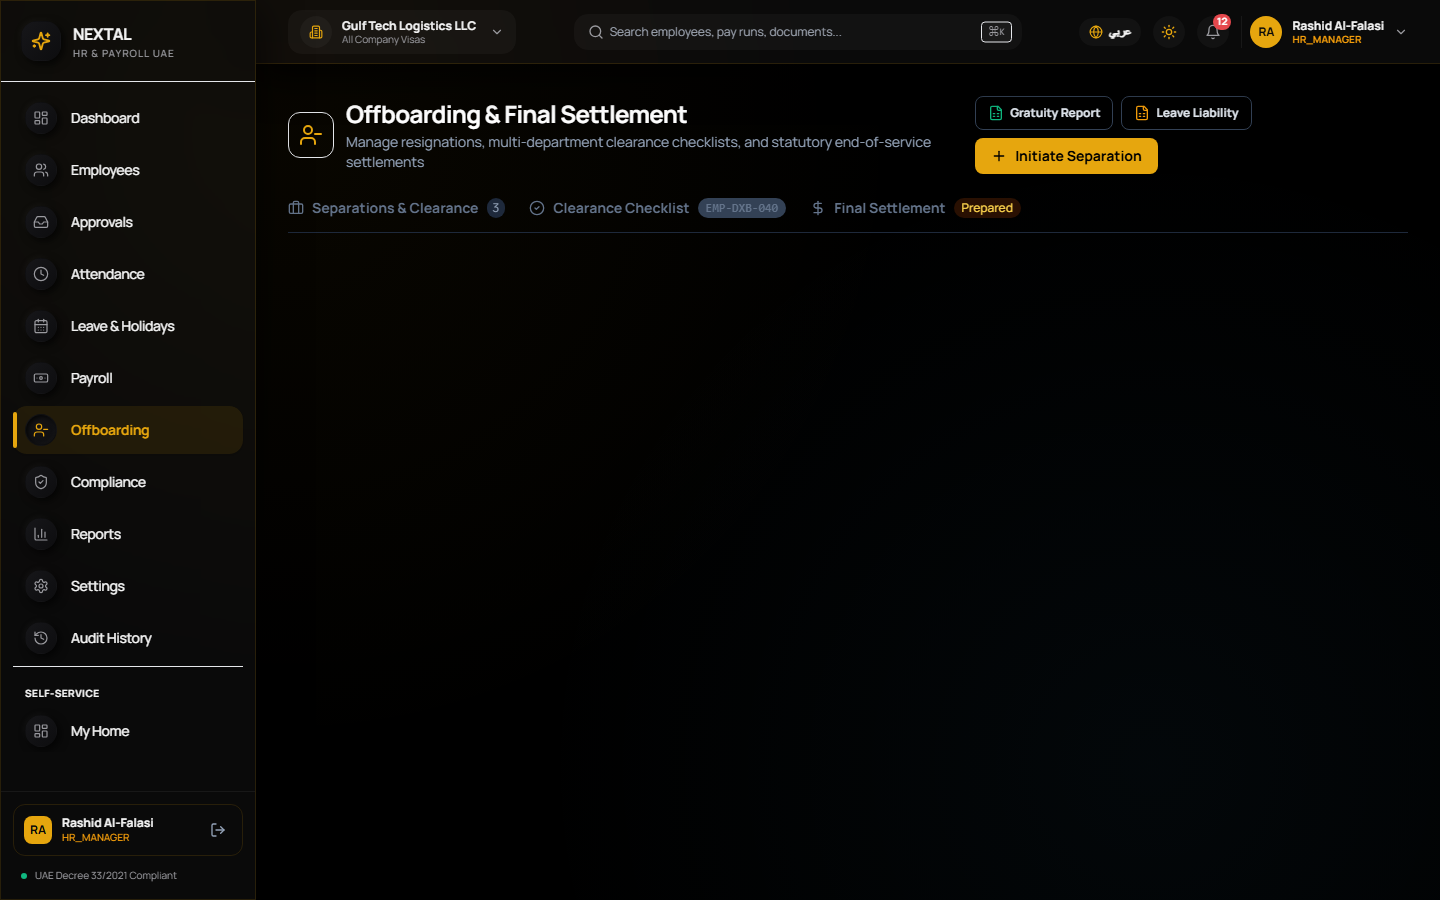 NEXTAL
HR & PAYROLL UAE
Dashboard
Employees
Approvals
Attendance
Leave & Holidays
Payroll
Offboarding
Compliance
Reports
Settings
Audit History
SELF-SERVICE
My Home
RA
Rashid Al-Falasi
HR_MANAGER
UAE Decree 33/2021 Compliant
Gulf Tech Logistics LLC
All Company Visas
Search employees, pay runs, documents...
⌘K
عربي
12
RA
Rashid Al-Falasi
HR_MANAGER
Offboarding & Final Settlement
Manage resignations, multi-department clearance checklists, and statutory end-of-service
settlements
Gratuity Report
Leave Liability
Initiate Separation
Separations & Clearance 3
Clearance Checklist EMP-DXB-040
Final Settlement Prepared